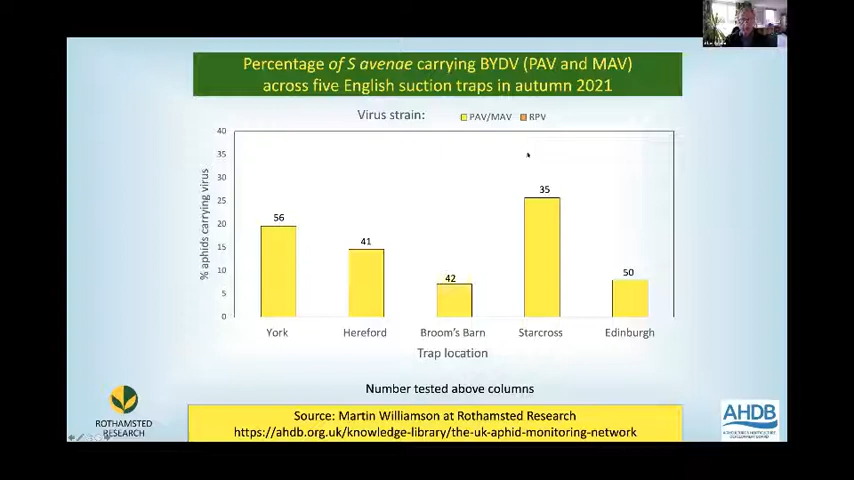 Percentage of S avenae carrying BYDV (PAV and MAV)
across five English suction traps in autumn 2021
Virus strain:
PAV/MAV
RPV
% aphids carrying virus
40
35
30
25
20
15
10
5
0
56
41
42
35
50
York
Hereford
Broom's Barn
Starcross
Edinburgh
Trap location
Number tested above columns
ROTHAMSTED
RESEARCH
Source: Martin Williamson at Rothamsted Research
https://ahdb.org.uk/knowledge-library/the-uk-aphid-monitoring-network
AHDB